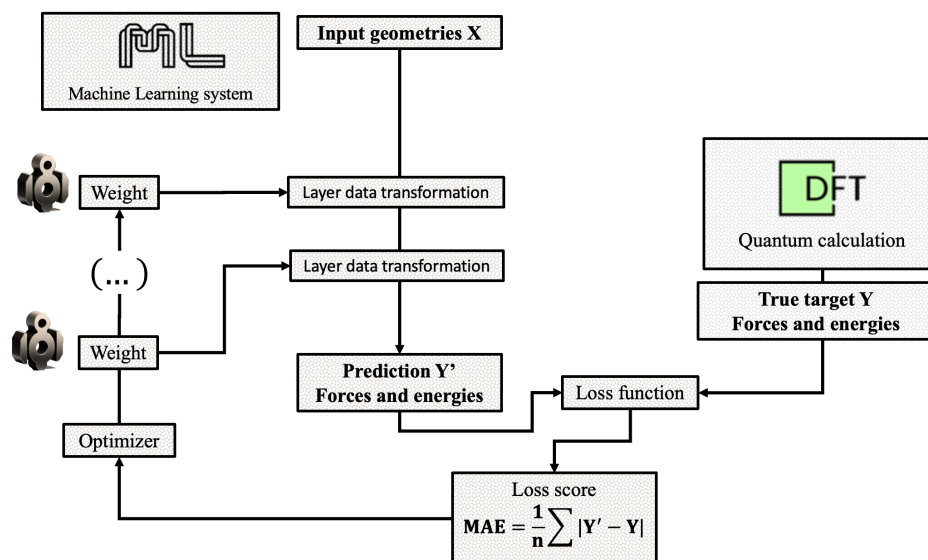 ML
Machine Learning system
Input geometries X
Weight
Layer data transformation
DFT
Quantum calculation
(...)
Layer data transformation
True target Y
Forces and energies
Weight
Prediction Y’
Forces and energies
Loss function
Optimizer
Loss score
MAE = 1/n ∑ |Y′ − Y|